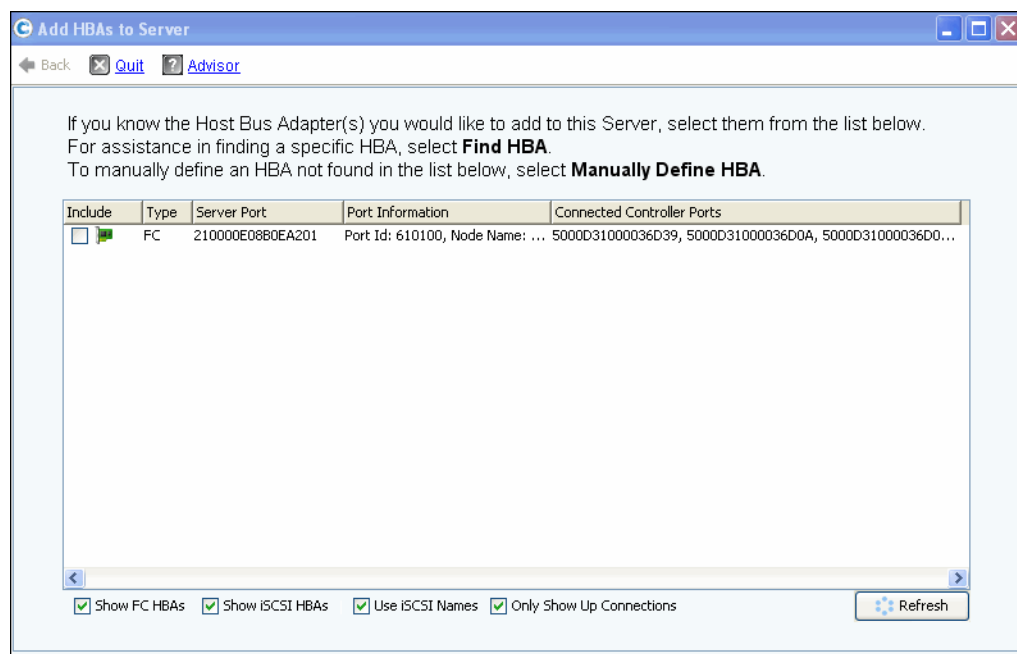 Add HBAs to Server
Back Quit Advisor
If you know the Host Bus Adapter(s) you would like to add to this Server, select them from the list below.
For assistance in finding a specific HBA, select Find HBA.
To manually define an HBA not found in the list below, select Manually Define HBA.
Include Type Server Port Port Information Connected Controller Ports
FC 210000E08B0EA201 Port Id: 610100, Node Name: ... 5000D31000036D39, 5000D31000036D0A, 5000D31000036D0...
Show FC HBAs Show iSCSI HBAs Use iSCSI Names Only Show Up Connections Refresh